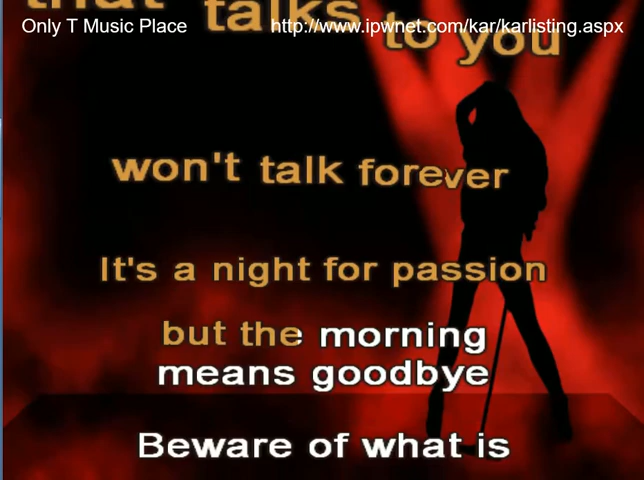 that talks to you
Only T Music Place http://www.ipwnet.com/kar/karlisting.aspx
won't talk forever
It's a night for passion
but the morning
means goodbye
Beware of what is